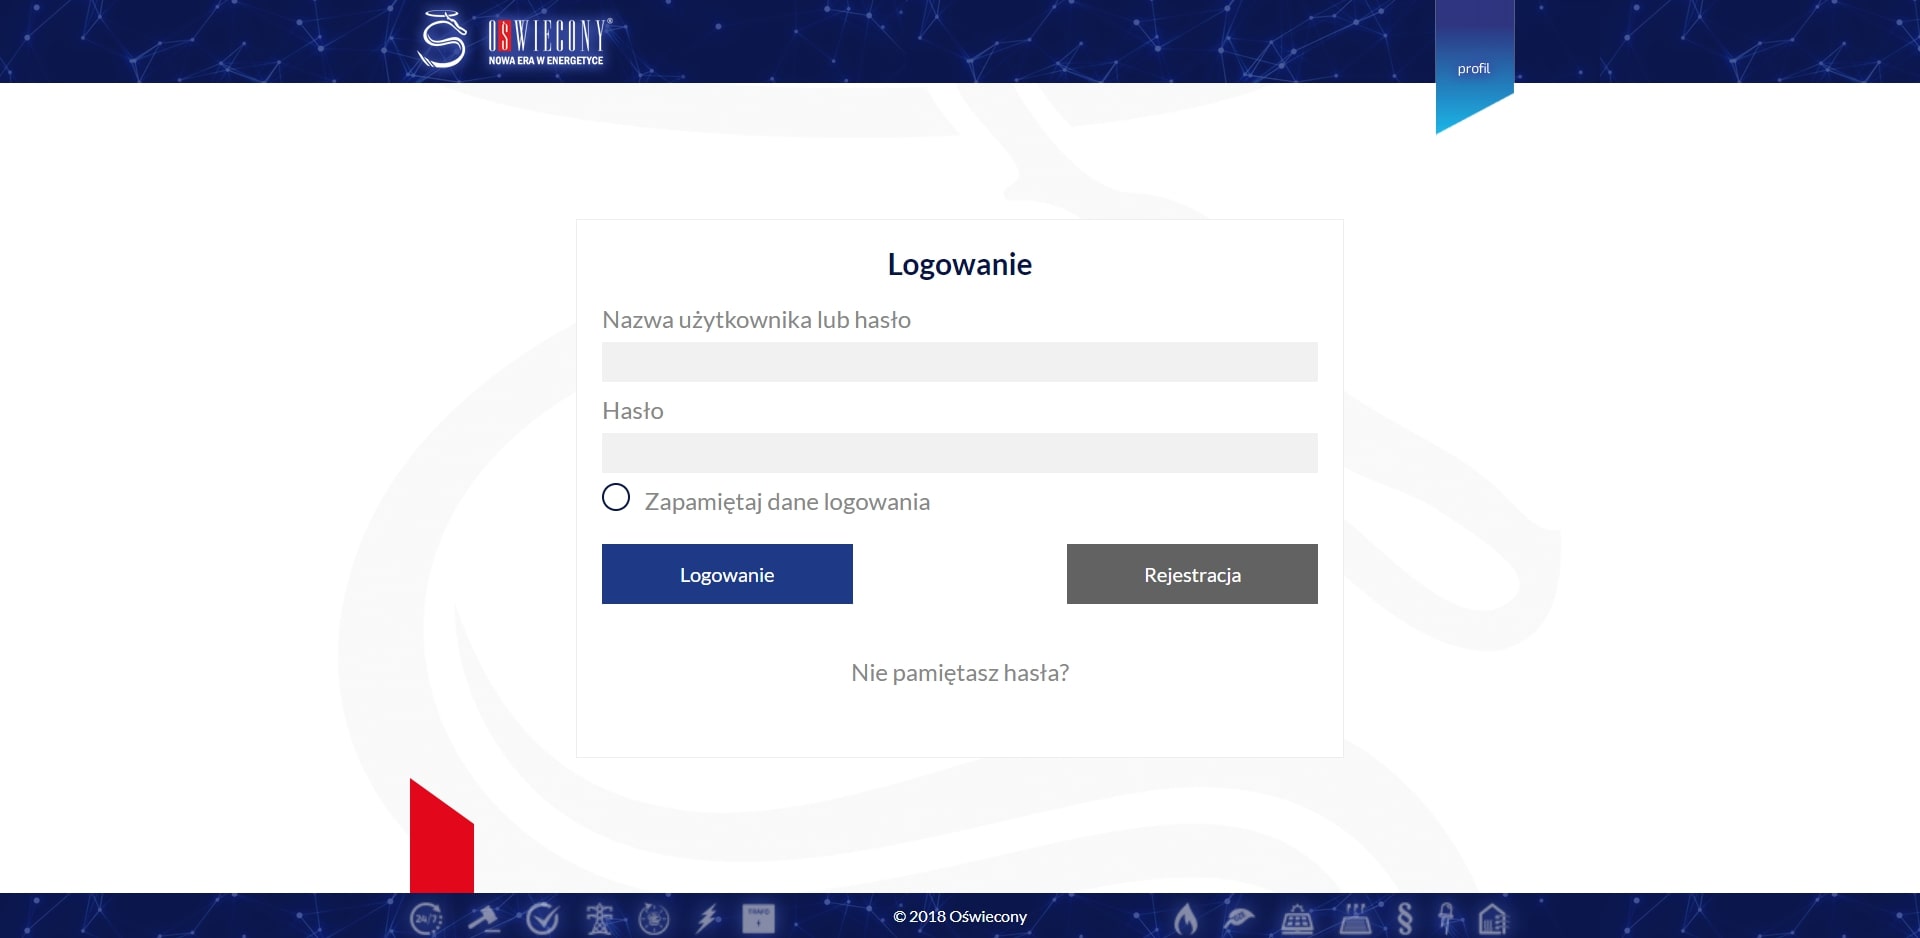 OŚWIECONY®
NOWA ERA W ENERGETYCE
profil
Logowanie
Nazwa użytkownika lub hasło
Hasło
Zapamiętaj dane logowania
Logowanie
Rejestracja
Nie pamiętasz hasła?
24/7
© 2018 Oświecony
§